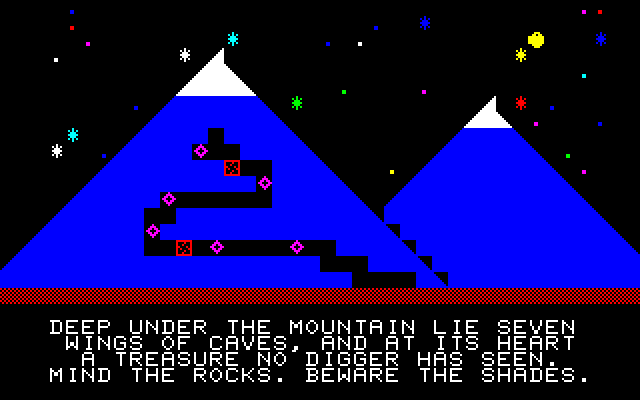 DEEP UNDER THE MOUNTAIN LIE SEVEN
WINGS OF CAVES, AND AT ITS HEART
A TREASURE NO DIGGER HAS SEEN.
MIND THE ROCKS. BEWARE THE SHADES.